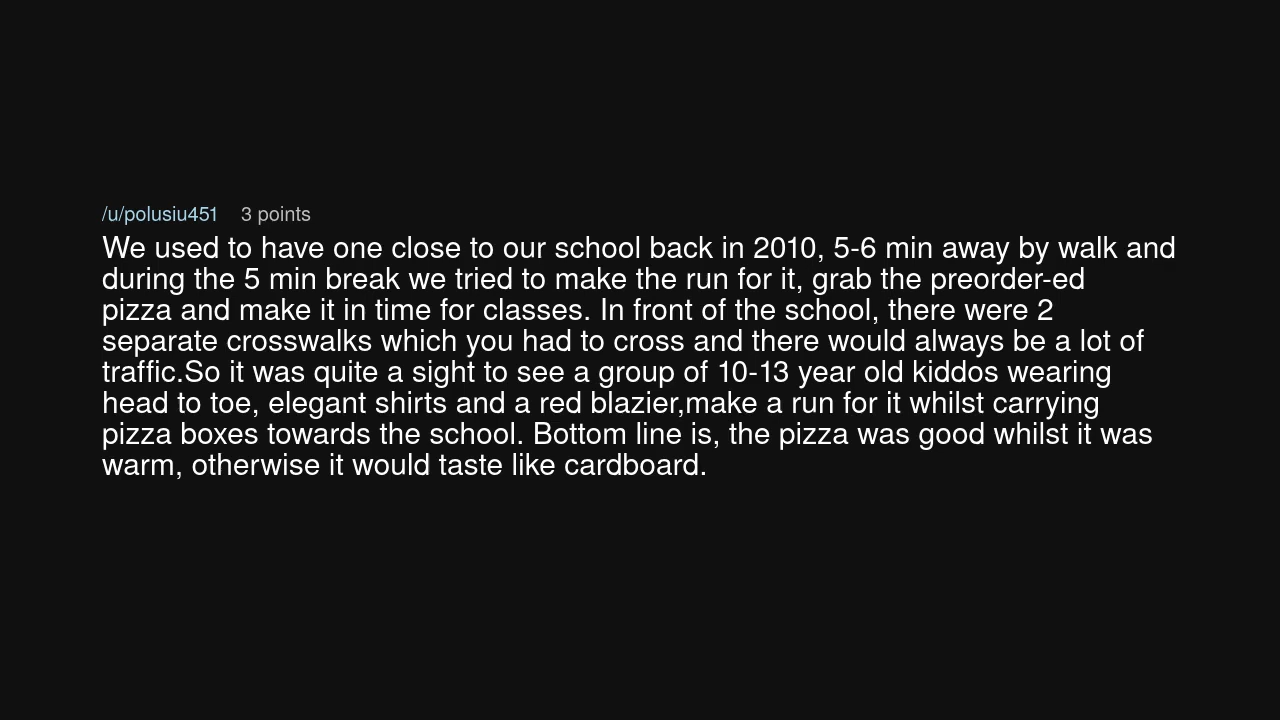 /u/polusiu451 3 points
We used to have one close to our school back in 2010, 5-6 min away by walk and
during the 5 min break we tried to make the run for it, grab the preorder-ed
pizza and make it in time for classes. In front of the school, there were 2
separate crosswalks which you had to cross and there would always be a lot of
traffic.So it was quite a sight to see a group of 10-13 year old kiddos wearing
head to toe, elegant shirts and a red blazier,make a run for it whilst carrying
pizza boxes towards the school. Bottom line is, the pizza was good whilst it was
warm, otherwise it would taste like cardboard.